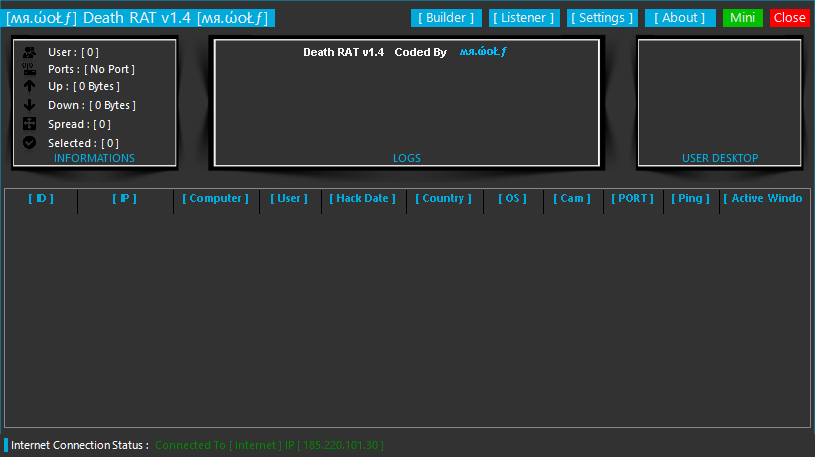 [мя.ώoŁƒ] Death RAT v1.4 [мя.ώoŁƒ] [ Builder ] [ Listener ] [ Settings ] [ About ] Mini Close
User : [ 0 ]
Ports : [ No Port ]
Up : [ 0 Bytes ]
Down : [ 0 Bytes ]
Spread : [ 0 ]
Selected : [ 0 ]
INFORMATIONS
Death RAT v1.4 Coded By мя.ώoŁƒ
LOGS
USER DESKTOP
[ ID ] [ IP ] [ Computer ] [ User ] [ Hack Date ] [ Country ] [ OS ] [ Cam ] [ PORT ] [ Ping ] [ Active Windo
Internet Connection Status : Connected To [ Internet ] IP [ 185.220.101.30 ]